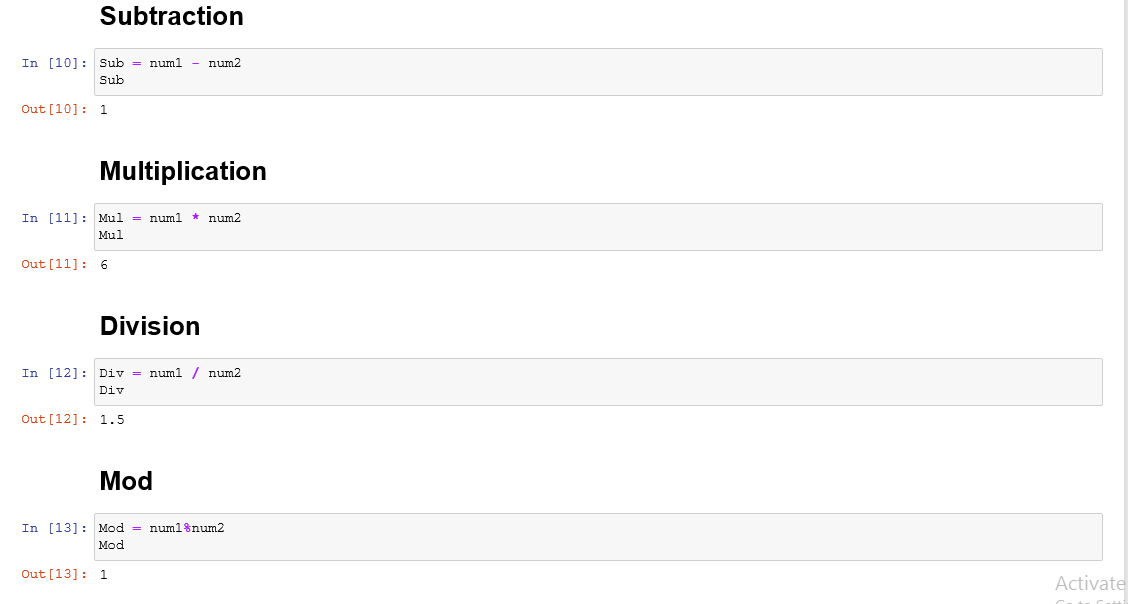 Subtraction
In [10]: Sub = num1 - num2
Sub
Out[10]: 1
Multiplication
In [11]: Mul = num1 * num2
Mul
Out[11]: 6
Division
In [12]: Div = num1 / num2
Div
Out[12]: 1.5
Mod
In [13]: Mod = num1%num2
Mod
Out[13]: 1
Activate